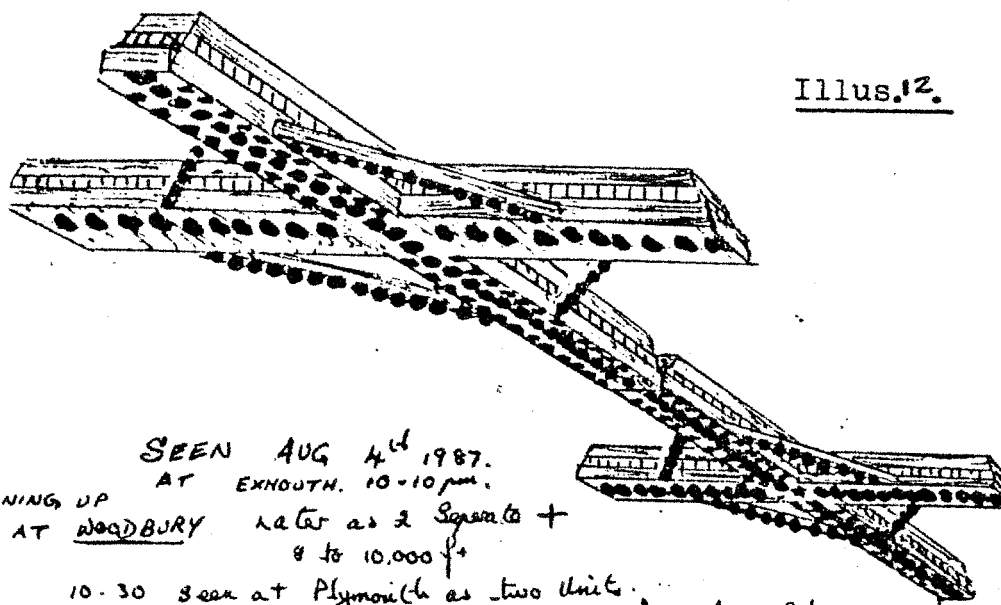 Illus.12.
SEEN AUG 4th 1987.
AT EXMOUTH. 10-10 pm.
NING UP
AT WOODBURY Later as 2 Seperate +
8 to 10,000 ft
10-30 seen at Plymouth as two Units.